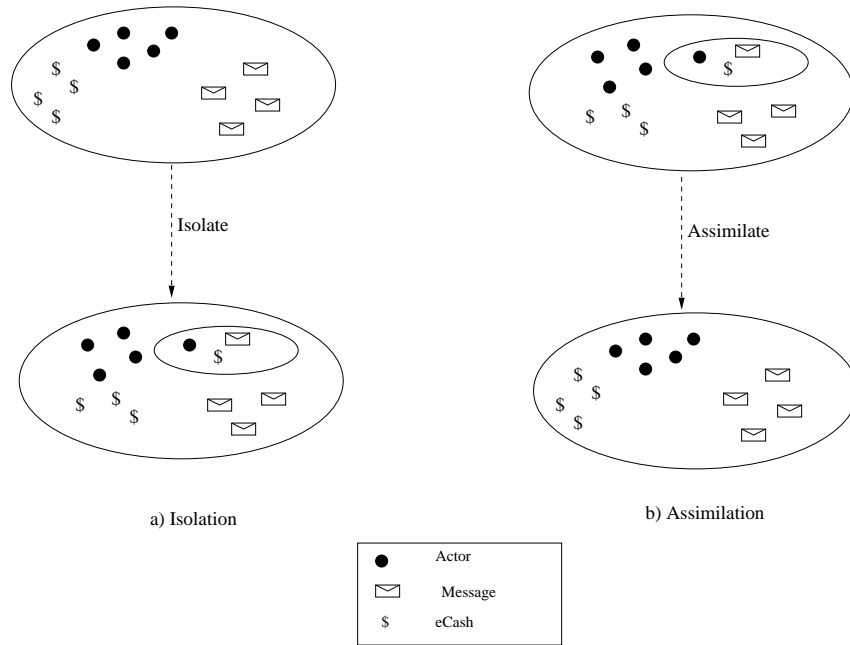 $
$
$
$
$
$
$
$
Isolate
Assimilate
$
$
$
$
$
$
$
$
a) Isolation
b) Assimilation
Actor
Message
$ eCash